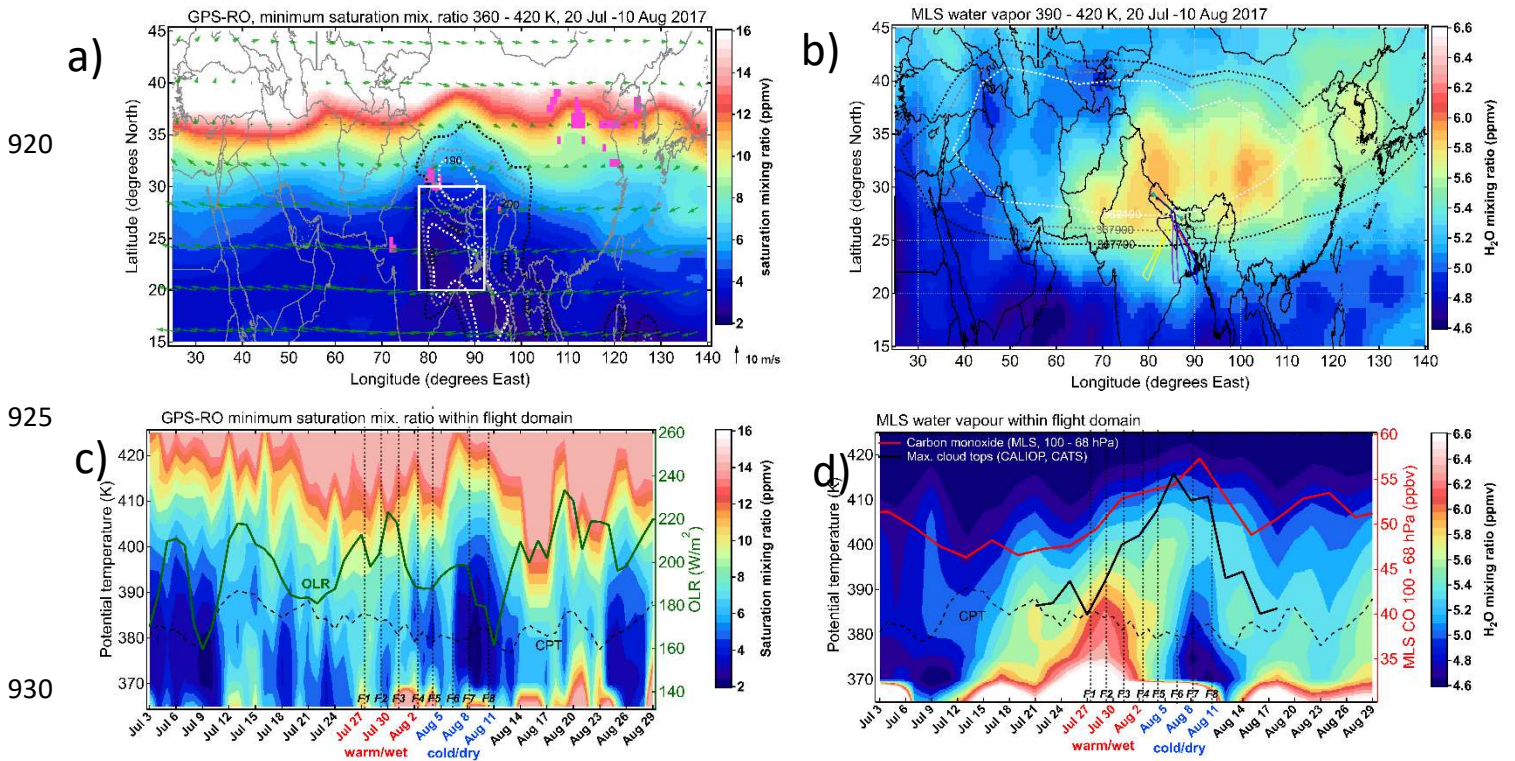 GPS-RO, minimum saturation mix. ratio 360 - 420 K, 20 Jul -10 Aug 2017
a)
Latitude (degrees North)
45
40
35
30
25
20
15
190
200
30 40 50 60 70 80 90 100 110 120 130 140
Longitude (degrees East)
10 m/s
16
14
12
10
8
6
4
2
saturation mixing ratio (ppmv)
MLS water vapor 390 - 420 K, 20 Jul -10 Aug 2017
b)
Latitude (degrees North)
45
40
35
30
25
20
15
367900
367700
30 40 50 60 70 80 90 100 110 120 130 140
Longitude (degrees East)
6.6
6.4
6.2
6.0
5.8
5.6
5.4
5.2
5.0
4.8
4.6
H₂O mixing ratio (ppmv)
920
925
930
GPS-RO minimum saturation mix. ratio within flight domain
c)
Potential temperature (K)
420
410
400
390
380
370
OLR
CPT
F1 F2 F3 F4 F5 F6 F7 F8
Jul 3 Jul 6 Jul 9 Jul 12 Jul 15 Jul 18 Jul 21 Jul 24 Jul 27 Jul 30 Aug 2 Aug 5 Aug 8 Aug 11 Aug 14 Aug 17 Aug 20 Aug 23 Aug 26 Aug 29
warm/wet cold/dry
260
240
220
200
180
160
140
OLR (W/m²)
16
14
12
10
8
6
4
2
Saturation mixing ratio (ppmv)
MLS water vapour within flight domain
d)
Carbon monoxide (MLS, 100 - 68 hPa)
Max. cloud tops (CALIOP, CATS)
Potential temperature (K)
420
410
400
390
380
370
CPT
F1 F2 F3 F4 F5 F6 F7 F8
Jul 3 Jul 6 Jul 9 Jul 12 Jul 15 Jul 18 Jul 21 Jul 24 Jul 27 Jul 30 Aug 2 Aug 5 Aug 8 Aug 11 Aug 14 Aug 17 Aug 20 Aug 23 Aug 26 Aug 29
warm/wet cold/dry
60
55
50
45
40
35
MLS CO 100 - 68 hPa (ppbv)
6.6
6.4
6.2
6.0
5.8
5.6
5.4
5.2
5.0
4.8
4.6
H₂O mixing ratio (ppmv)